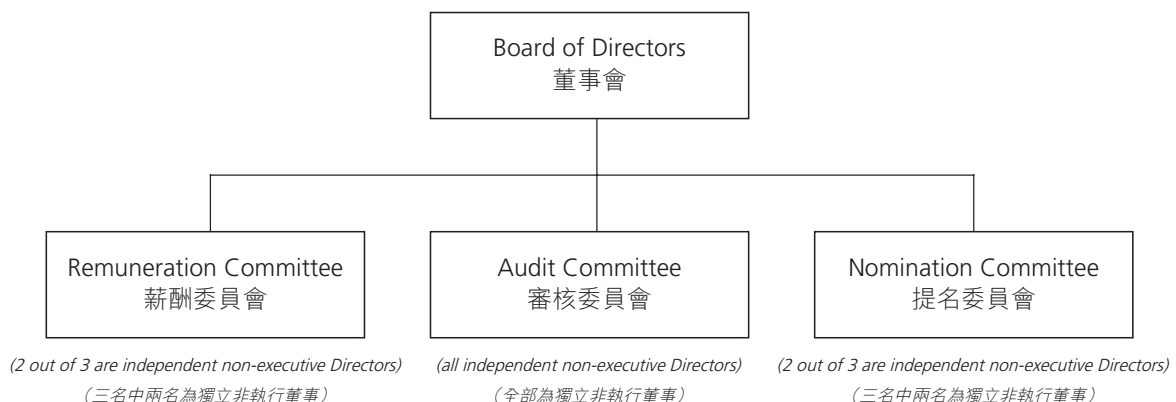 Board of Directors
董事會
Remuneration Committee
薪酬委員會
Audit Committee
審核委員會
Nomination Committee
提名委員會
(2 out of 3 are independent non-executive Directors)
（三名中兩名為獨立非執行董事）
(all independent non-executive Directors)
（全部為獨立非執行董事）
(2 out of 3 are independent non-executive Directors)
（三名中兩名為獨立非執行董事）